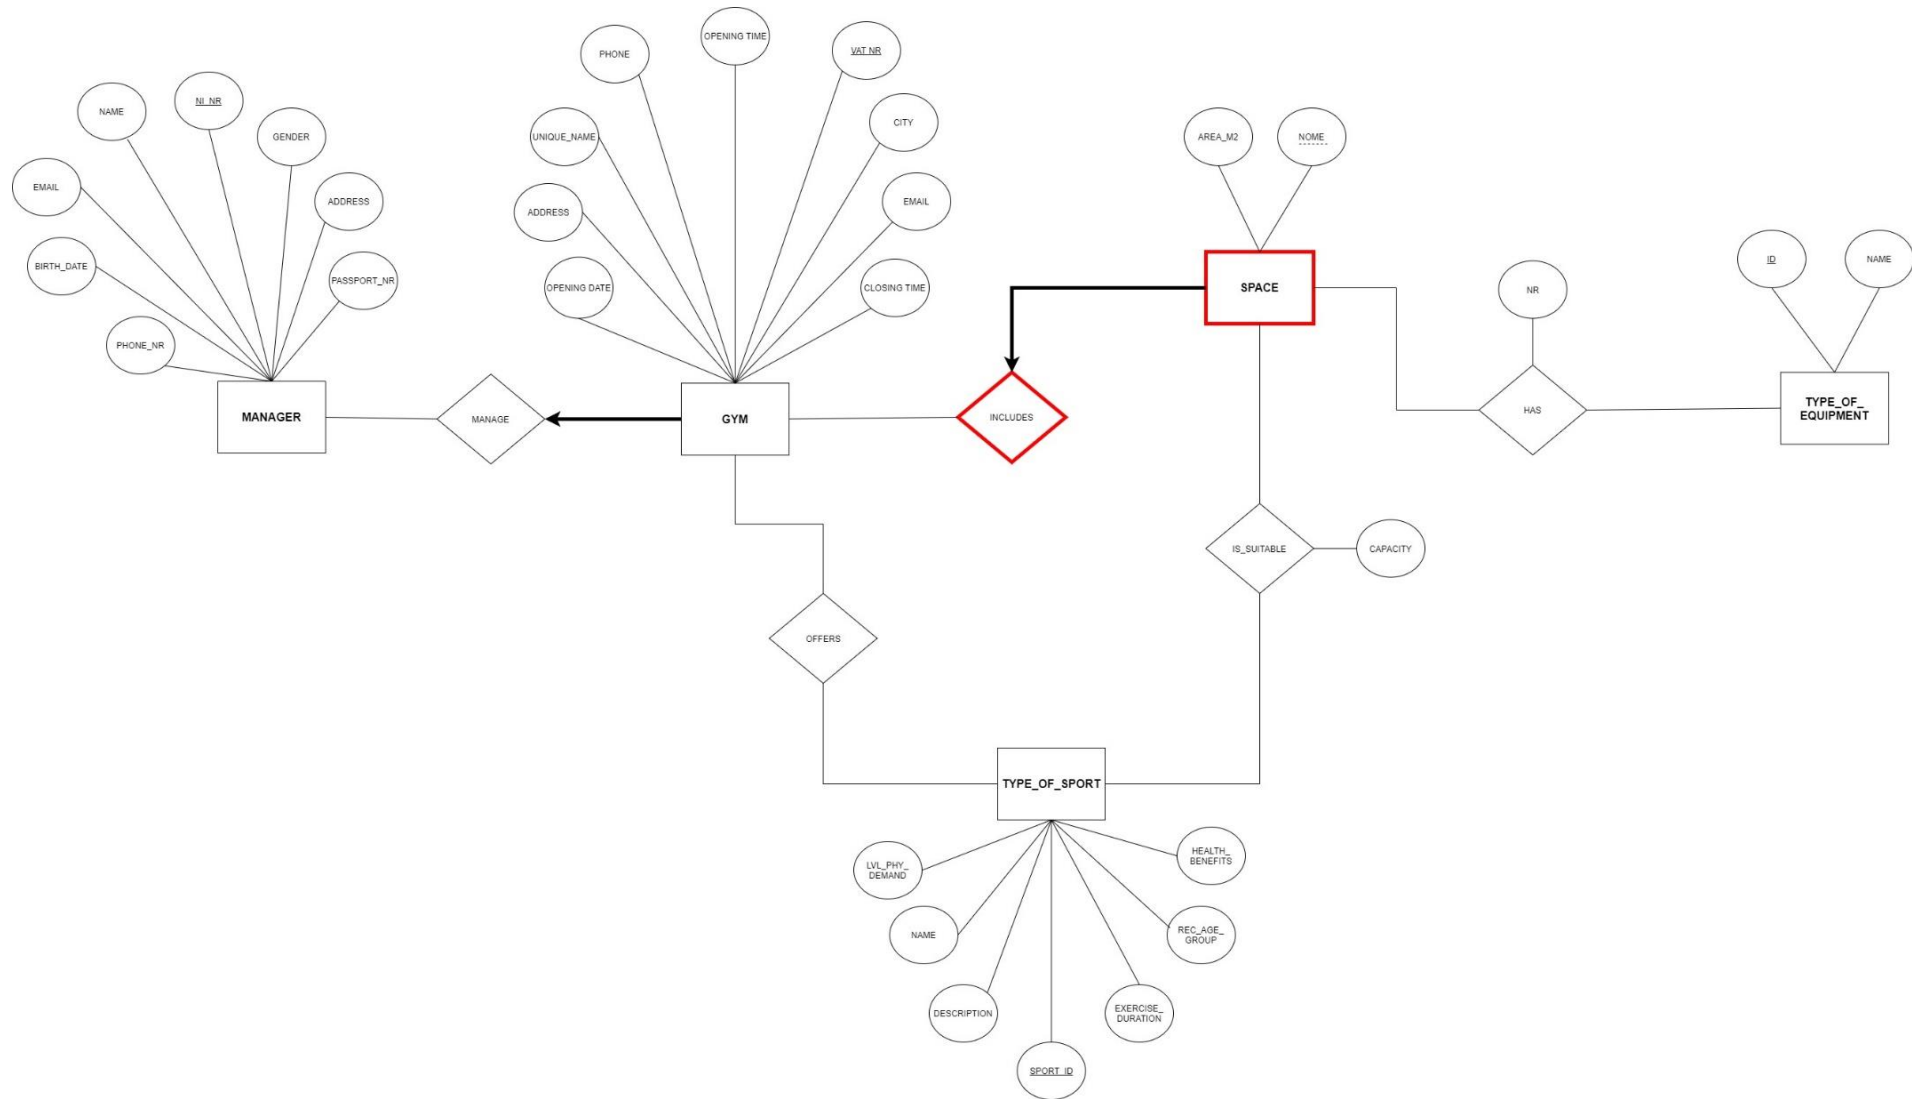 OPENING TIME
PHONE
VAT NR
NAME
NI_NR
GENDER
UNIQUE_NAME
CITY
AREA_M2
NOME
EMAIL
ADDRESS
ADDRESS
EMAIL
BIRTH_DATE
PASSPORT_NR
OPENING DATE
CLOSING TIME
SPACE
NR
ID
NAME
PHONE_NR
MANAGER
MANAGE
GYM
INCLUDES
HAS
TYPE_OF_
EQUIPMENT
IS_SUITABLE
CAPACITY
OFFERS
TYPE_OF_SPORT
LVL_PHY_
DEMAND
HEALTH_
BENEFITS
NAME
REC_AGE_
GROUP
DESCRIPTION
EXERCISE_
DURATION
SPORT_ID